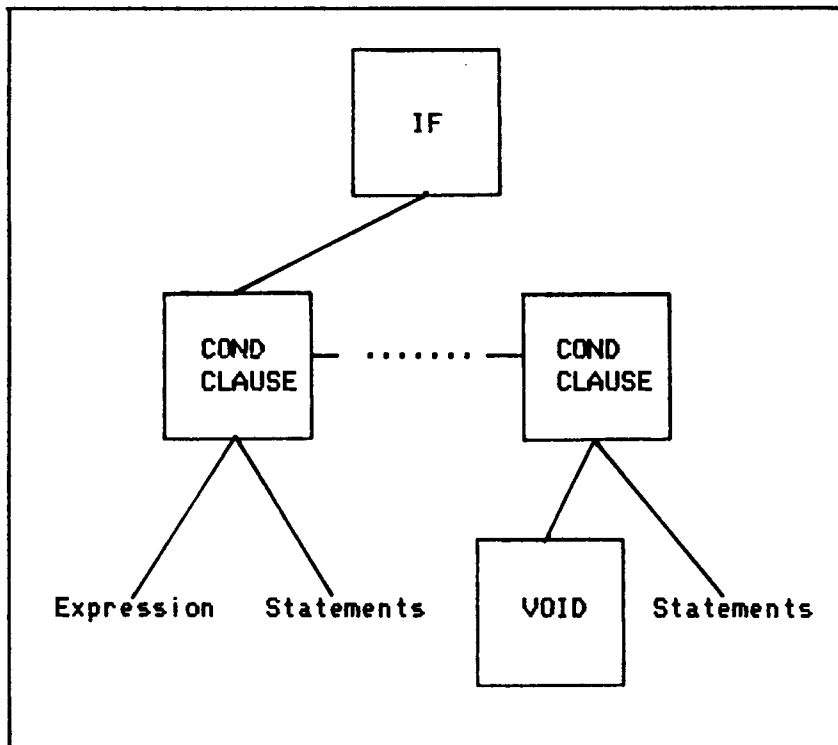 IF
COND
CLAUSE
COND
CLAUSE
Expression
Statements
VOID
Statements